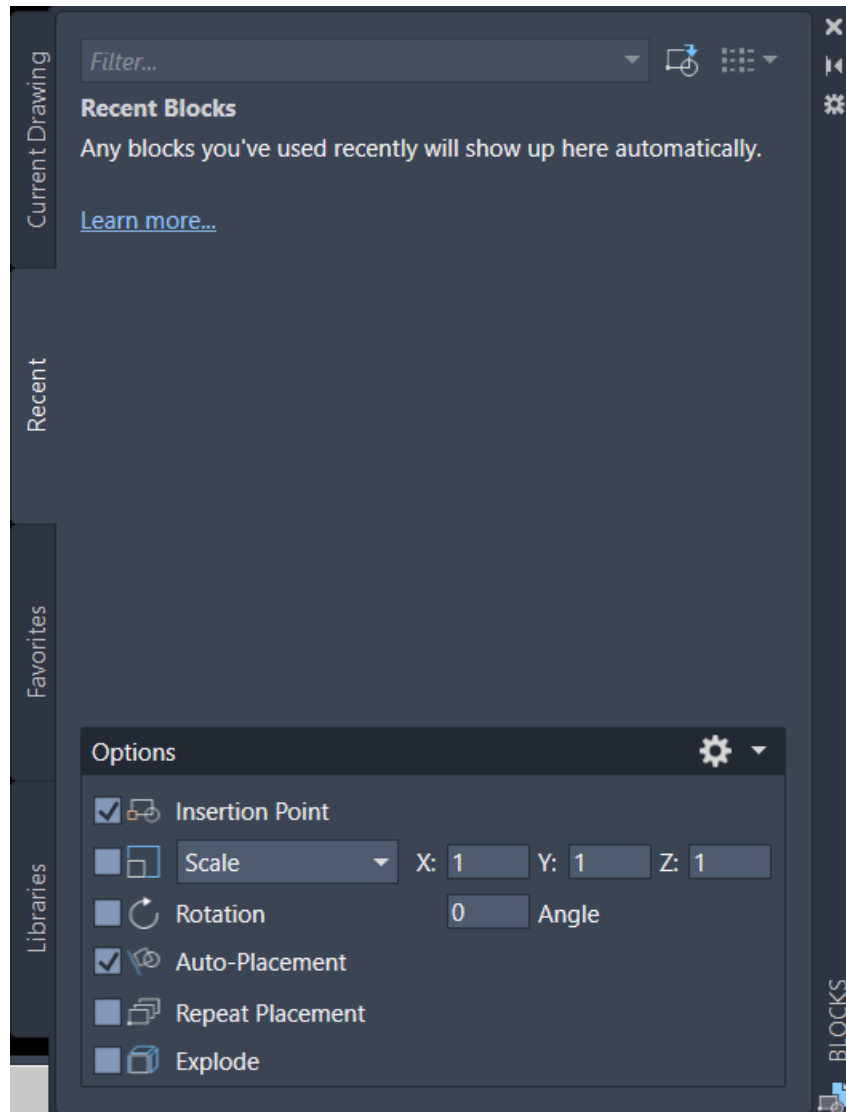 Current Drawing
Recent
Favorites
Libraries
Filter...
Recent Blocks
Any blocks you've used recently will show up here automatically.
Learn more...
Options
Insertion Point
Scale X: 1 Y: 1 Z: 1
Rotation 0 Angle
Auto-Placement
Repeat Placement
Explode
BLOCKS